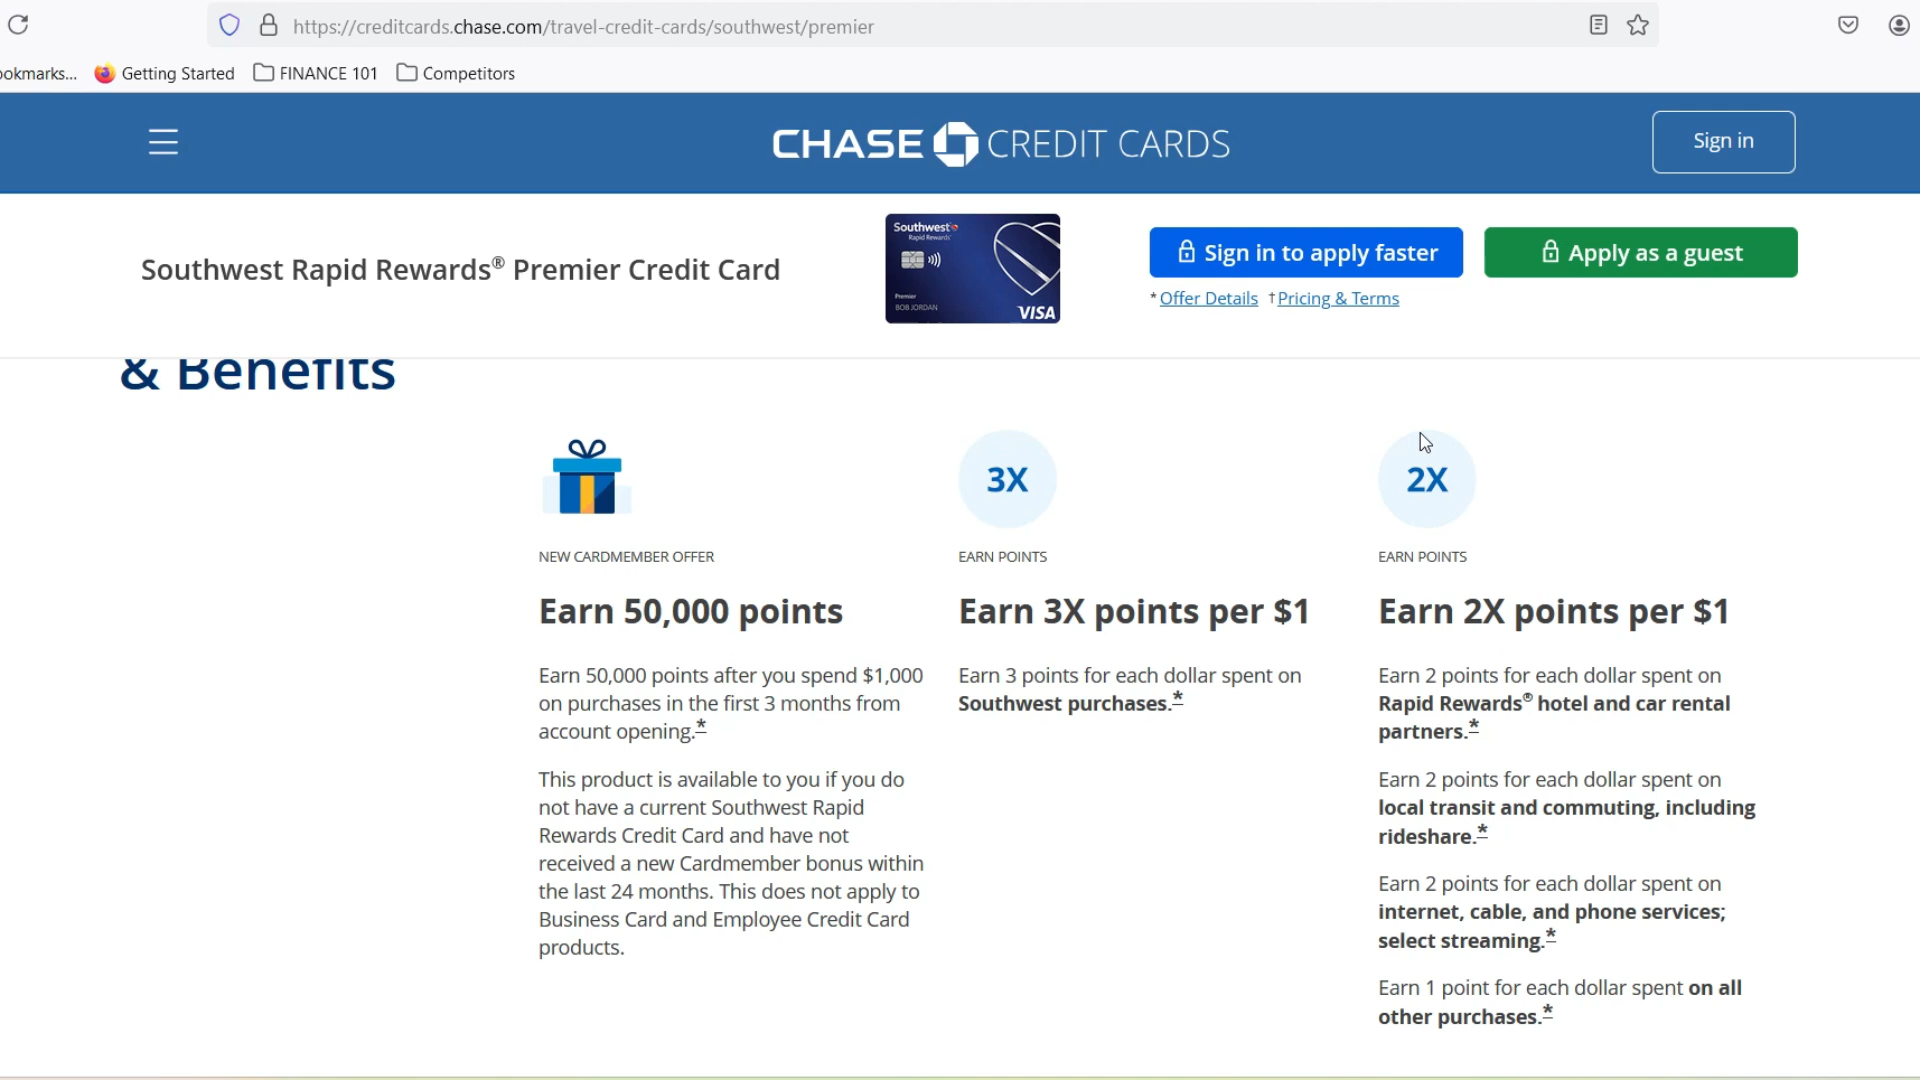 https://creditcards.chase.com/travel-credit-cards/southwest/premier
ookmarks... Getting Started FINANCE 101 Competitors
CHASE CREDIT CARDS
Sign in
Southwest Rapid Rewards® Premier Credit Card
Southwest
Rapid Rewards
Premier
BOB JORDAN
VISA
Sign in to apply faster
Apply as a guest
* Offer Details †Pricing & Terms
& Benefits
3X
2X
NEW CARDMEMBER OFFER
Earn 50,000 points
Earn 50,000 points after you spend $1,000
on purchases in the first 3 months from
account opening.*
This product is available to you if you do
not have a current Southwest Rapid
Rewards Credit Card and have not
received a new Cardmember bonus within
the last 24 months. This does not apply to
Business Card and Employee Credit Card
products.
EARN POINTS
Earn 3X points per $1
Earn 3 points for each dollar spent on
Southwest purchases.*
EARN POINTS
Earn 2X points per $1
Earn 2 points for each dollar spent on
Rapid Rewards® hotel and car rental
partners.*
Earn 2 points for each dollar spent on
local transit and commuting, including
rideshare.*
Earn 2 points for each dollar spent on
internet, cable, and phone services;
select streaming.*
Earn 1 point for each dollar spent on all
other purchases.*